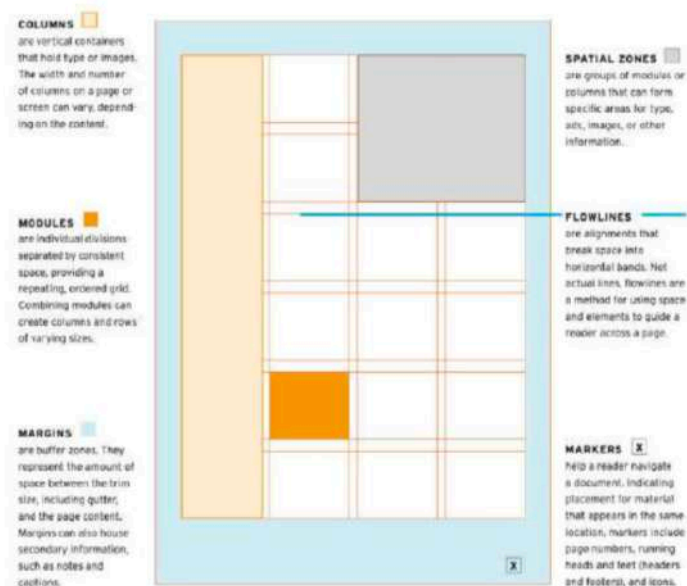 COLUMNS
are vertical containers
that hold type or images.
The width and number
of columns on a page or
screen can vary, depend-
ing on the content.
MODULES
are individual divisions
separated by consistent
space, providing a
repeating, ordered grid.
Combining modules can
create columns and rows
of varying sizes.
MARGINS
are buffer zones. They
represent the amount of
space between the trim
size, including gutter,
and the page content.
Margins can also house
secondary information,
such as notes and
captions.
X
SPATIAL ZONES
are groups of modules or
columns that can form
specific areas for type,
ads, images, or other
information.
FLOWLINES
are alignments that
break space into
horizontal bands. Not
actual lines, flowlines are
a method for using space
and elements to guide a
reader across a page.
MARKERS X
help a reader navigate
a document. Indicating
placement for material
that appears in the same
location, markers include
page numbers, running
heads and feet (headers
and footers), and icons.